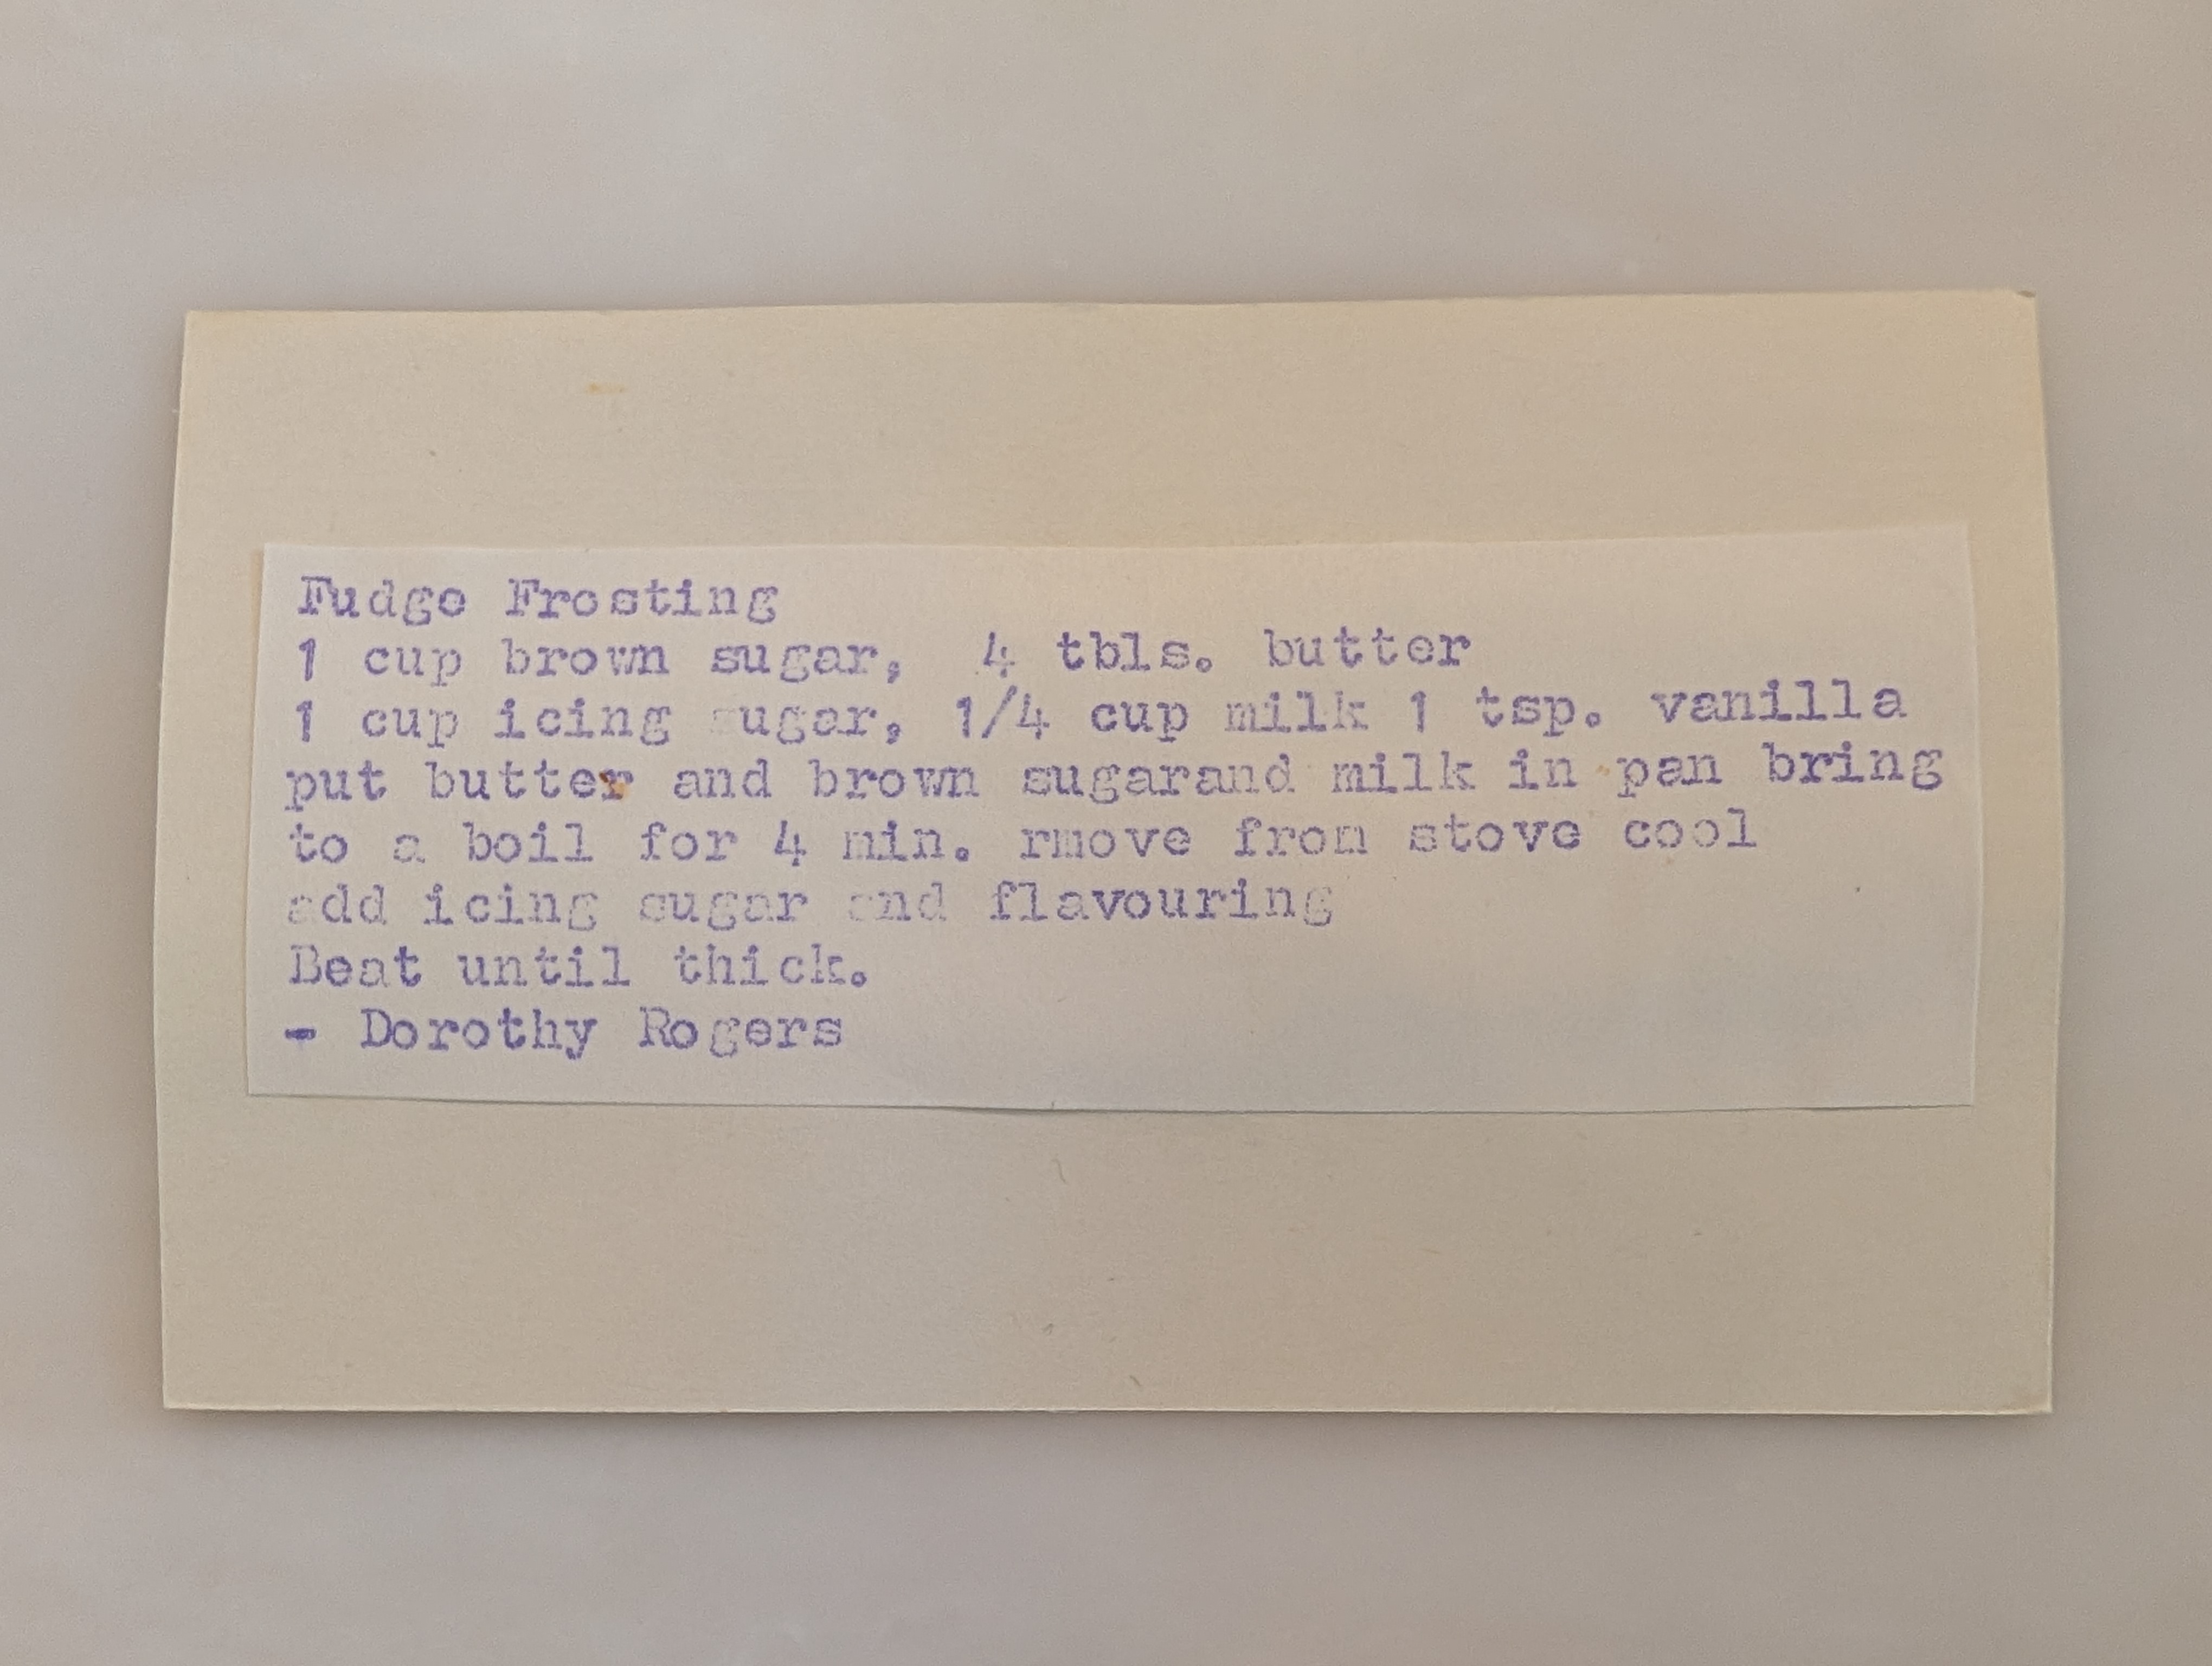 Fudge Frosting
1 cup brown sugar, 4 tbls. butter
1 cup icing sugar, 1/4 cup milk 1 tsp. vanilla
put butter and brown sugarand milk in pan bring
to a boil for 4 min. rmove from stove cool
add icing sugar and flavouring
Beat until thick.
- Dorothy Rogers